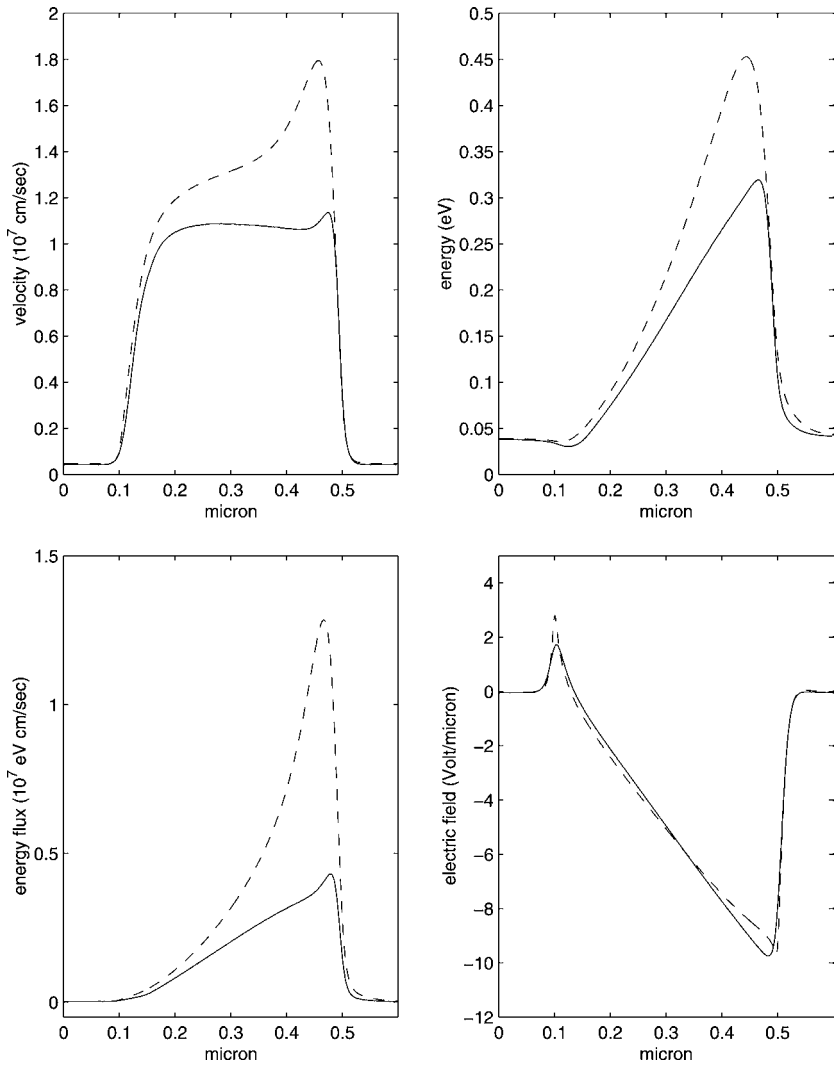 2
1.8
1.6
1.4
1.2
1
0.8
0.6
0.4
0.2
0
velocity (10^7 cm/sec)
0 0.1 0.2 0.3 0.4 0.5
micron
0.45
0.5
0.4
0.35
0.3
0.25
0.2
0.15
0.1
0.05
0
energy (eV)
0 0.1 0.2 0.3 0.4 0.5
micron
1.5
1
0.5
0
energy flux (10^7 eV cm/sec)
0 0.1 0.2 0.3 0.4 0.5
micron
4
2
0
−2
−4
−6
−8
−10
−12
electric field (Volt/micron)
0 0.1 0.2 0.3 0.4 0.5
micron